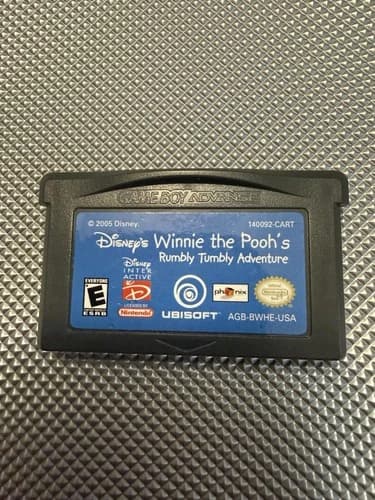 GAME BOY ADVANCE
© 2005 Disney.
140092-CART
Disney's Winnie the Pooh's
Rumbly Tumbly Adventure
Disney
INTER
ACTIVE
EVERYONE
E
ESRB
D
LICENSED BY
Nintendo
UBISOFT
phoenix
AGB-BWHE-USA